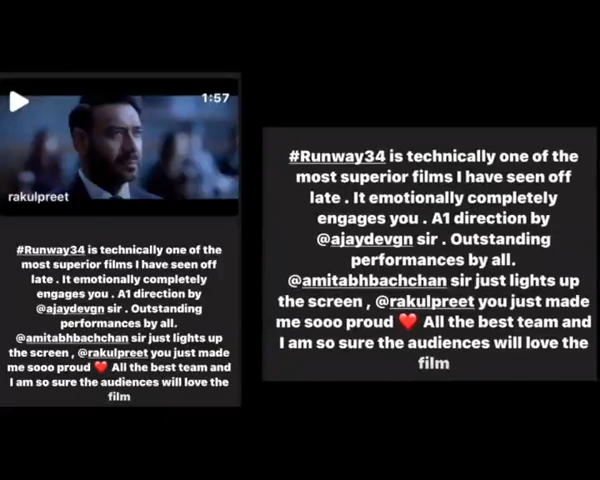 1:57
rakulpreet
#Runway34 is technically one of the
most superior films I have seen off
late . It emotionally completely
engages you . A1 direction by
@ajaydevgn sir . Outstanding
performances by all.
@amitabhbachchan sir just lights up
the screen , @rakulpreet you just made
me sooo proud ❤️ All the best team and
I am so sure the audiences will love the
film
#Runway34 is technically one of the
most superior films I have seen off
late . It emotionally completely
engages you . A1 direction by
@ajaydevgn sir . Outstanding
performances by all.
@amitabhbachchan sir just lights up
the screen , @rakulpreet you just made
me sooo proud ❤️ All the best team and
I am so sure the audiences will love the
film